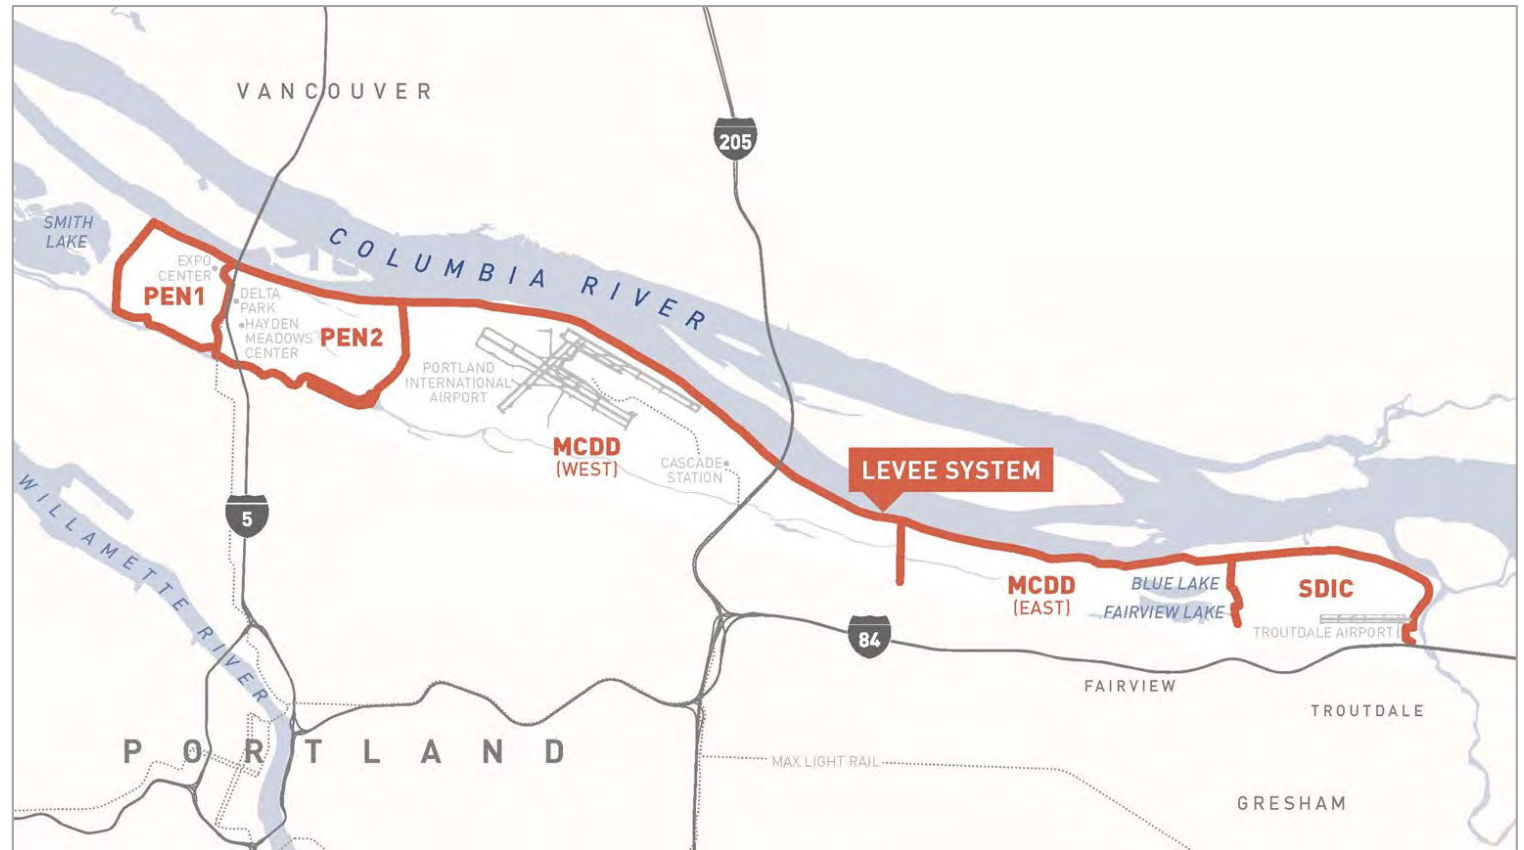 VANCOUVER
205
SMITH
LAKE
COLUMBIA RIVER
EXPO
CENTER
PEN1
DELTA
PARK
HAYDEN
MEADOWS
CENTER
PEN2
PORTLAND
INTERNATIONAL
AIRPORT
MCDD
(WEST)
CASCADE
STATION
LEVEE SYSTEM
5
WILLAMETTE RIVER
MCDD
(EAST)
BLUE LAKE
FAIRVIEW LAKE
SDIC
TROUTDALE AIRPORT
84
FAIRVIEW
TROUTDALE
PORTLAND
MAX LIGHT RAIL
GRESHAM